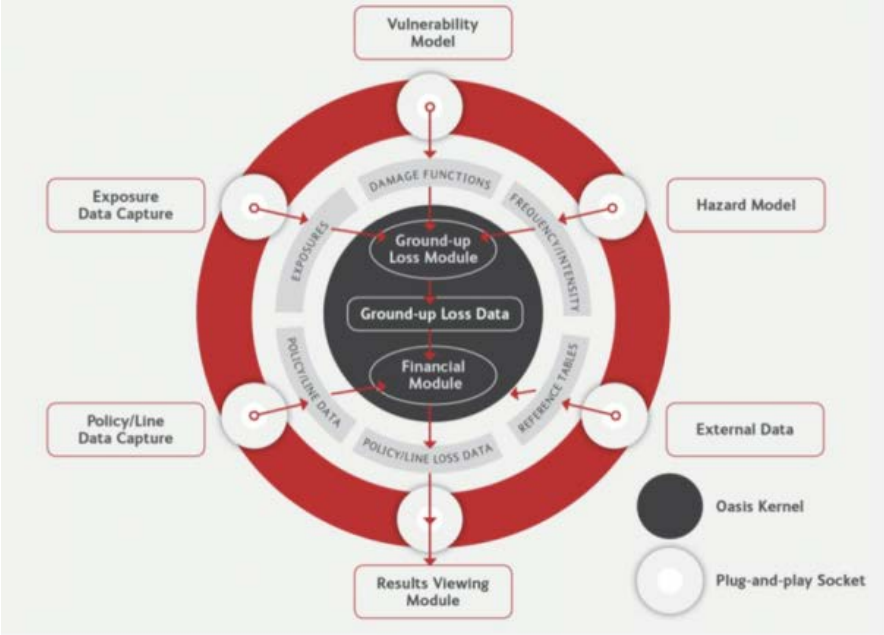 Vulnerability
Model
Exposure
Data Capture
Hazard Model
DAMAGE FUNCTIONS
EXPOSURES
FREQUENCY/INTENSITY
Ground-up
Loss Module
Ground-up Loss Data
Financial
Module
POLICY/LINE DATA
REFERENCE TABLES
POLICY/LINE LOSS DATA
Policy/Line
Data Capture
External Data
Oasis Kernel
Plug-and-play Socket
Results Viewing
Module